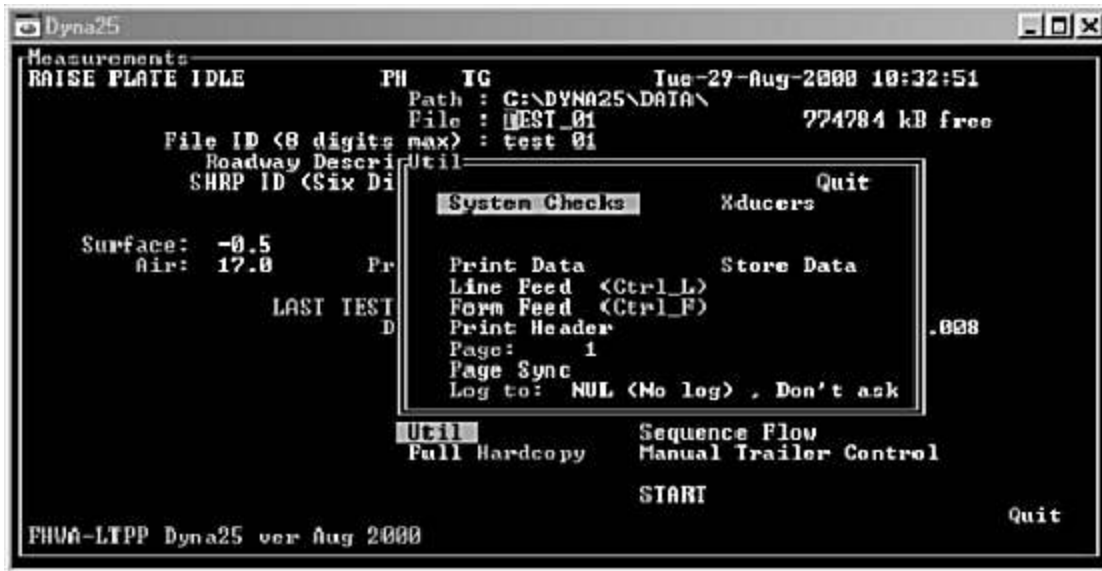 Dyna25
Measurements
RAISE PLATE IDLE PH TG Tue-29-Aug-2000 10:32:51
Path : C:\DYNA25\DATA\
File : TEST_01 774784 kB free
File ID (8 digits max) : test 01
Roadway Descri
SHRP ID (Six Di
Util
Quit
System Checks Xducers
Surface: -0.5
Air: 17.0 Pr
Print Data Store Data
Line Feed (Ctrl_L)
LAST TEST
Form Feed (Ctrl_F)
D
Print Header .008
Page: 1
Page Sync
Log to: NUL (No log) , Don't ask
Util Sequence Flow
Full Hardcopy Manual Trailer Control
START
Quit
FHWA-LTPP Dyna25 ver Aug 2000